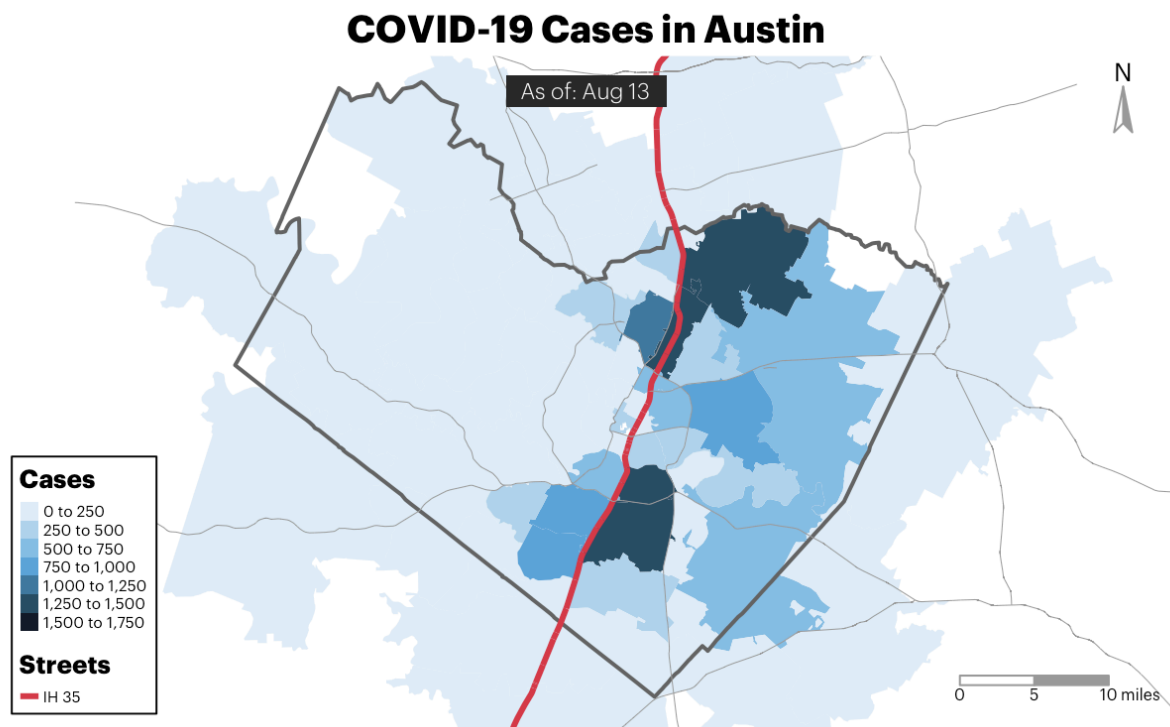 COVID-19 Cases in Austin
As of: Aug 13
N
Cases
0 to 250
250 to 500
500 to 750
750 to 1,000
1,000 to 1,250
1,250 to 1,500
1,500 to 1,750
Streets
IH 35
0 5 10 miles